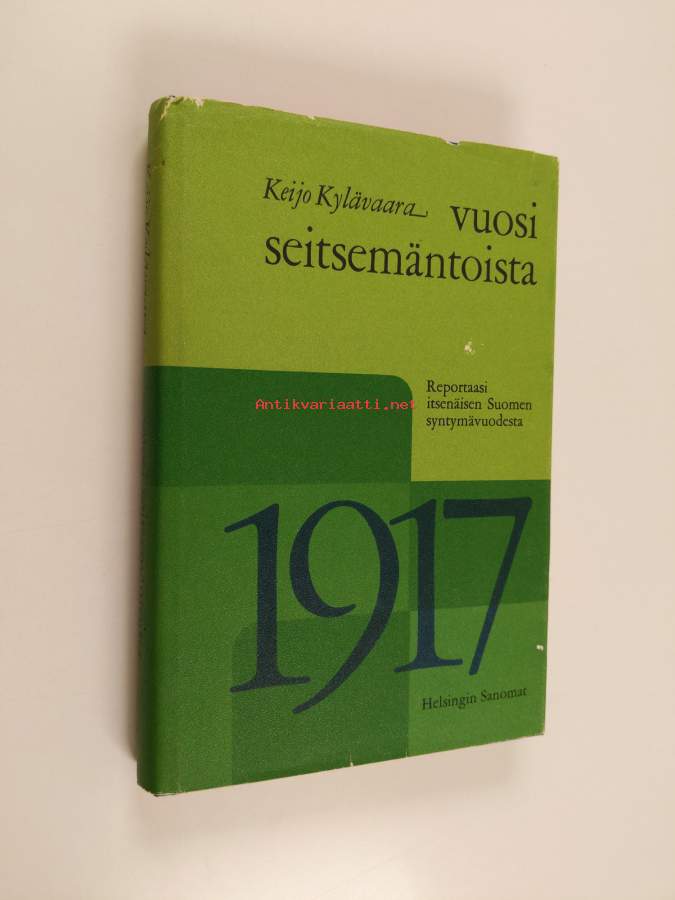 Keijo Kylävaara vuosi
seitsemäntoista
Reportaasi
itsenäisen Suomen
syntymävuodesta
Antikvariaatti.net
1917
Helsingin Sanomat